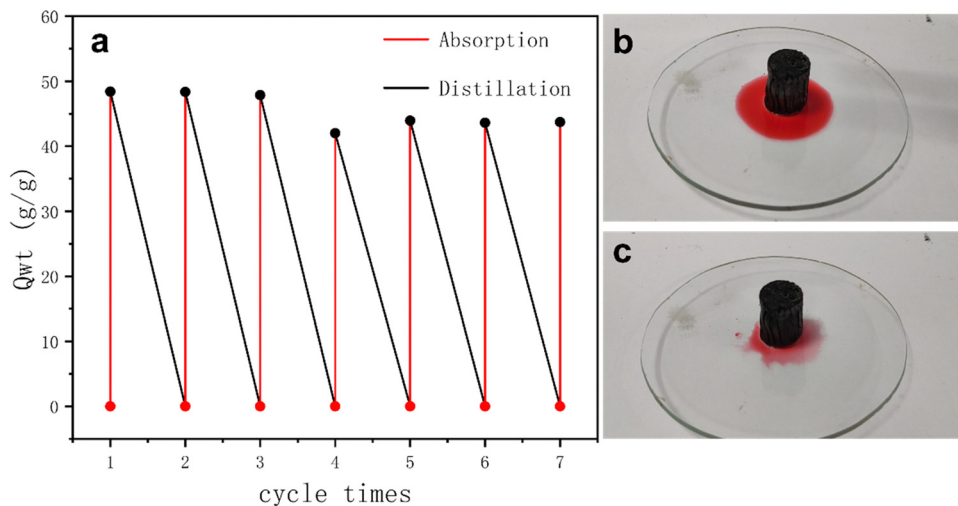 a
Absorption
Distillation
Qwt (g/g)
60
50
40
30
20
10
0
1 2 3 4 5 6 7
cycle times
b
c